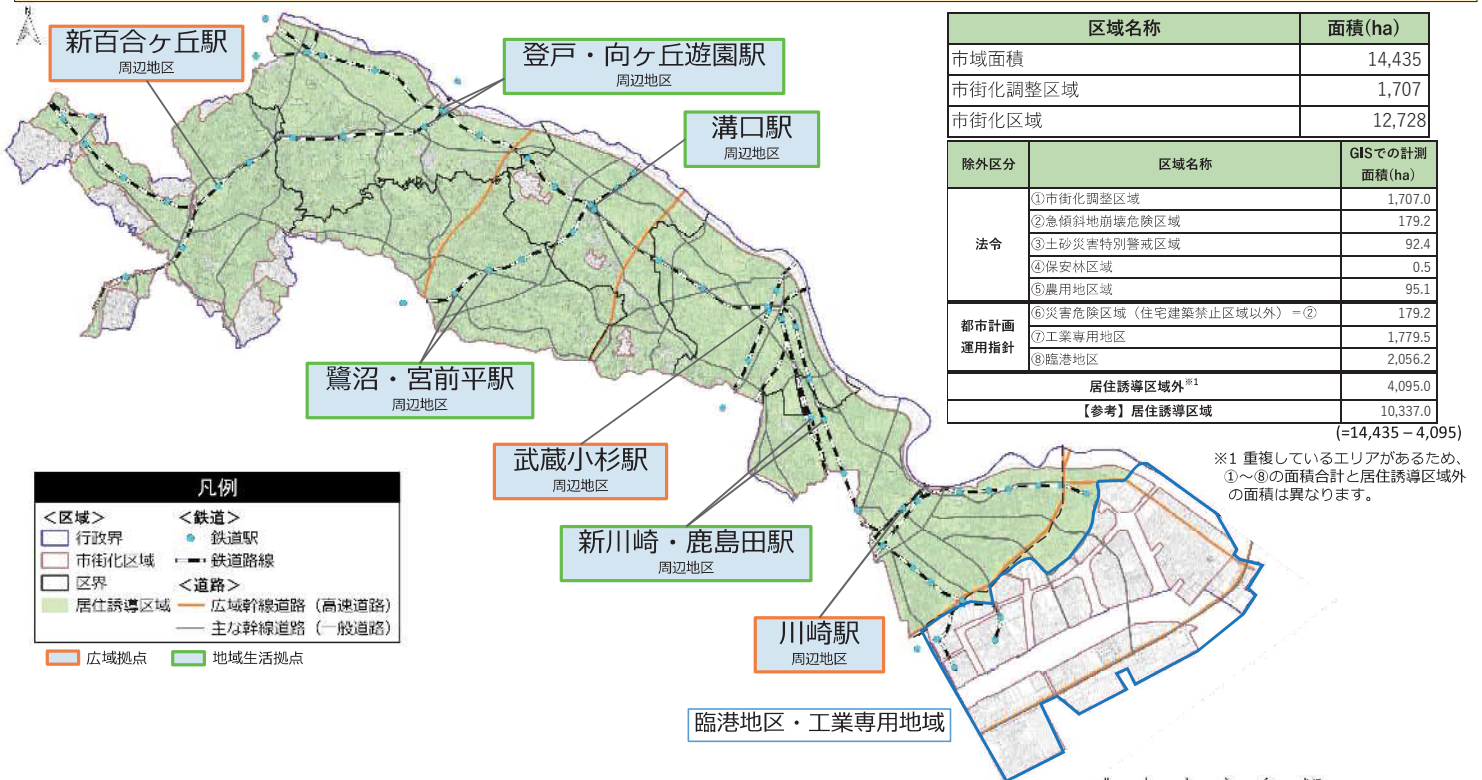 N
新百合ヶ丘駅
周辺地区
登戸・向ヶ丘遊園駅
周辺地区
溝口駅
周辺地区
鷺沼・宮前平駅
周辺地区
武蔵小杉駅
周辺地区
新川崎・鹿島田駅
周辺地区
川崎駅
周辺地区
臨港地区・工業専用地域
区域名称 面積(ha)
市域面積 14,435
市街化調整区域 1,707
市街化区域 12,728
除外区分 区域名称 GISでの計測
面積(ha)
法令
①市街化調整区域 1,707.0
②急傾斜地崩壊危険区域 179.2
③土砂災害特別警戒区域 92.4
④保安林区域 0.5
⑤農用地区域 95.1
都市計画
運用指針
⑥災害危険区域（住宅建築禁止区域以外）=② 179.2
⑦工業専用地区 1,779.5
⑧臨港地区 2,056.2
居住誘導区域外※1 4,095.0
【参考】居住誘導区域 10,337.0
(=14,435 – 4,095)
※1 重複しているエリアがあるため、
①～⑧の面積合計と居住誘導区域外
の面積は異なります。
凡例
＜区域＞ ＜鉄道＞
行政界 鉄道駅
市街化区域 鉄道路線
区界 ＜道路＞
居住誘導区域 広域幹線道路（高速道路）
主な幹線道路（一般道路）
広域拠点 地域生活拠点